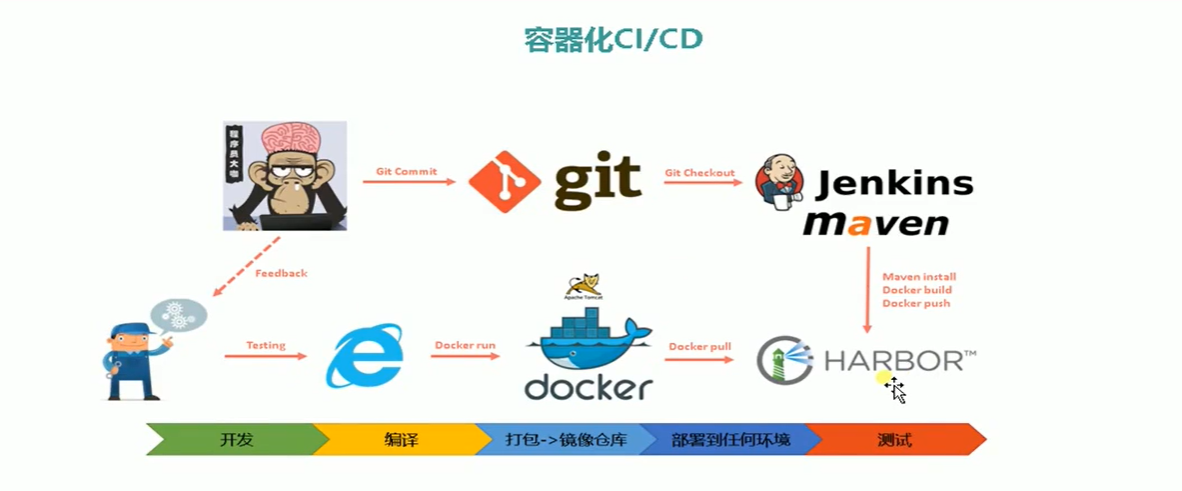 容器化CI/CD
程序员大咖
Git Commit
git
Git Checkout
Jenkins
maven
Feedback
Maven install
Docker build
Docker push
Apache Tomcat
Testing
Docker run
docker
Docker pull
HARBOR™
开发
编译
打包->镜像仓库
部署到任何环境
测试